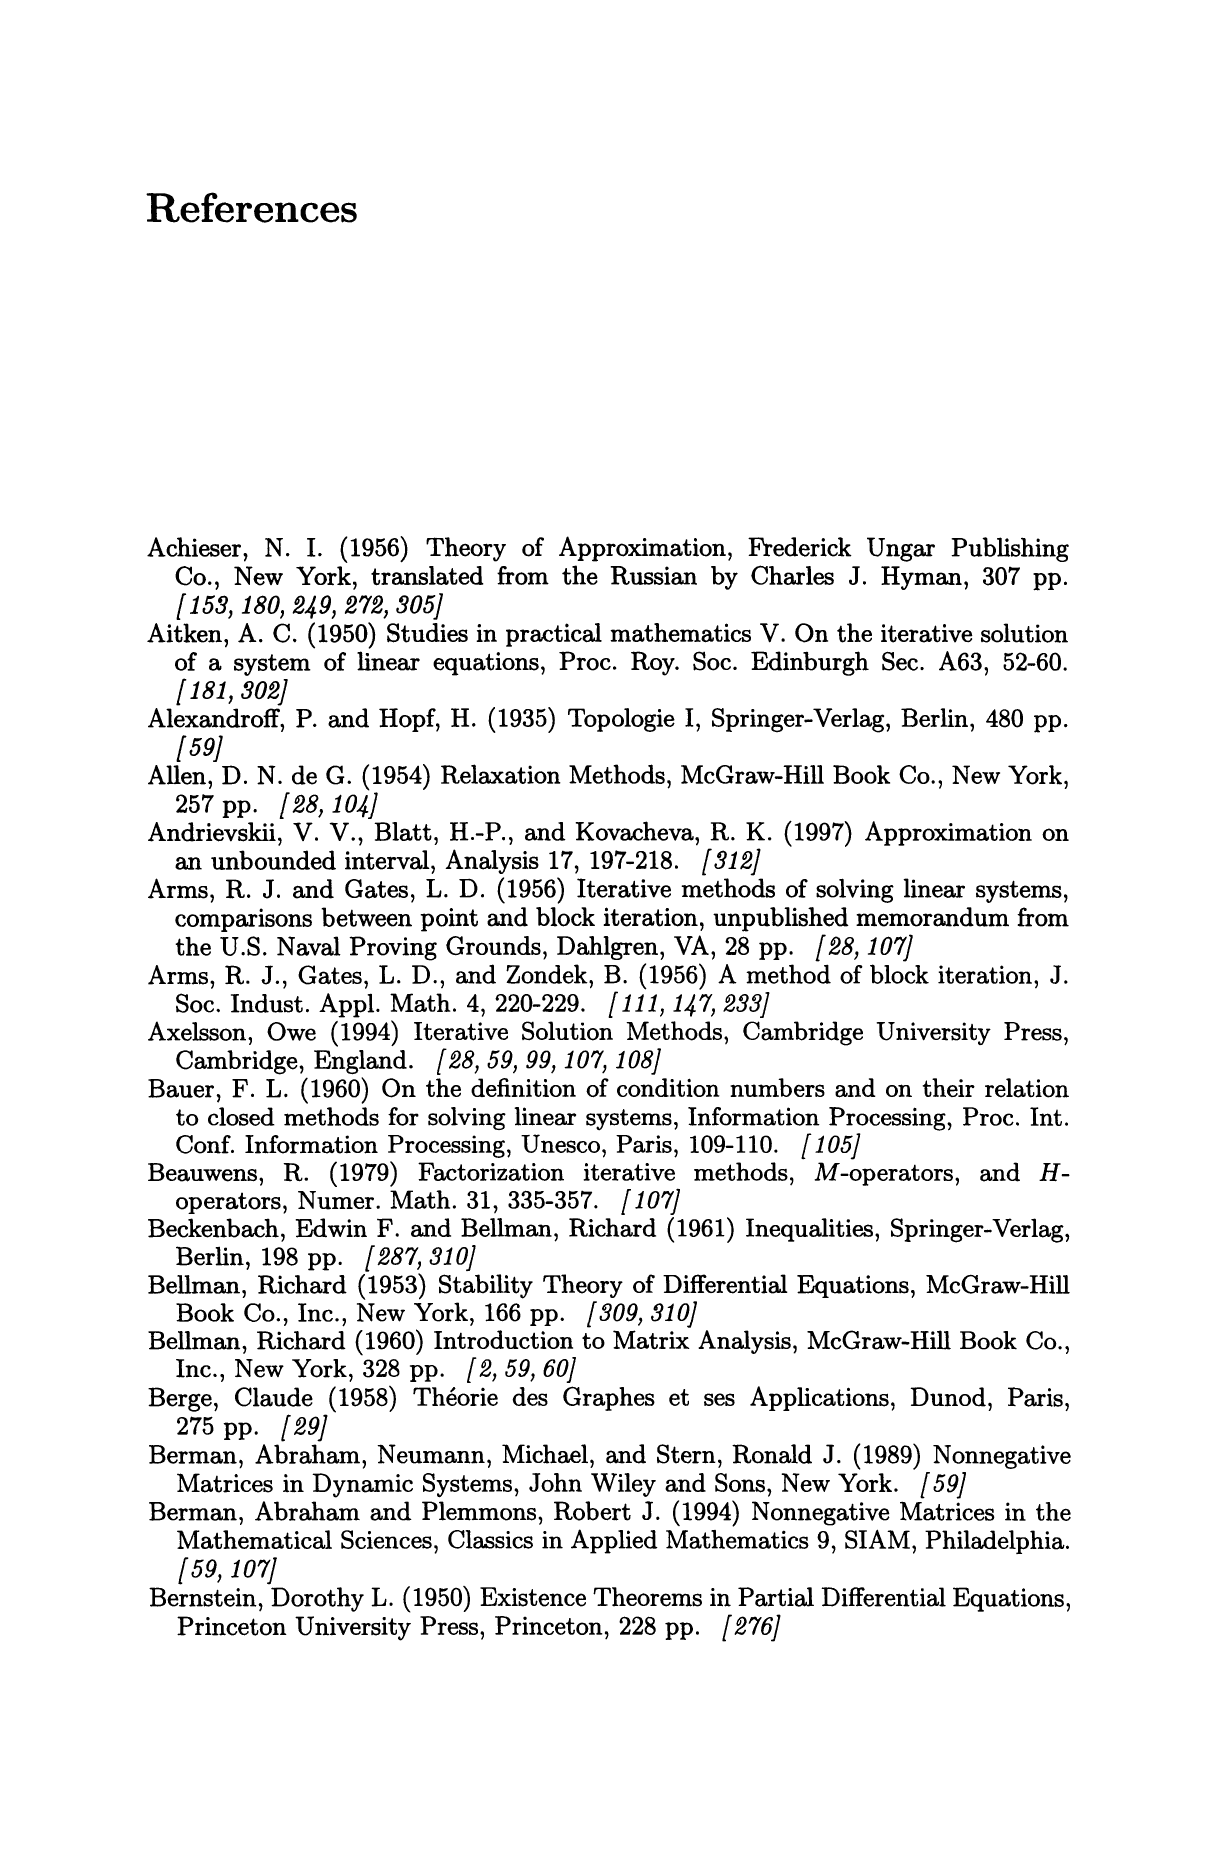 References
Achieser, N. I. (1956) Theory of Approximation, Frederick Ungar Publishing
Co., New York, translated from the Russian by Charles J. Hyman, 307 pp.
[153, 180, 249, 272, 305]
Aitken, A. C. (1950) Studies in practical mathematics V. On the iterative solution
of a system of linear equations, Proc. Roy. Soc. Edinburgh Sec. A63, 52-60.
[181, 302]
Alexandroff, P. and Hopf, H. (1935) Topologie I, Springer-Verlag, Berlin, 480 pp.
[59]
Allen, D. N. de G. (1954) Relaxation Methods, McGraw-Hill Book Co., New York,
257 pp. [28, 104]
Andrievskii, V. V., Blatt, H.-P., and Kovacheva, R. K. (1997) Approximation on
an unbounded interval, Analysis 17, 197-218. [312]
Arms, R. J. and Gates, L. D. (1956) Iterative methods of solving linear systems,
comparisons between point and block iteration, unpublished memorandum from
the U.S. Naval Proving Grounds, Dahlgren, VA, 28 pp. [28, 107]
Arms, R. J., Gates, L. D., and Zondek, B. (1956) A method of block iteration, J.
Soc. Indust. Appl. Math. 4, 220-229. [111, 147, 233]
Axelsson, Owe (1994) Iterative Solution Methods, Cambridge University Press,
Cambridge, England. [28, 59, 99, 107, 108]
Bauer, F. L. (1960) On the definition of condition numbers and on their relation
to closed methods for solving linear systems, Information Processing, Proc. Int.
Conf. Information Processing, Unesco, Paris, 109-110. [105]
Beauwens, R. (1979) Factorization iterative methods, M-operators, and H-
operators, Numer. Math. 31, 335-357. [107]
Beckenbach, Edwin F. and Bellman, Richard (1961) Inequalities, Springer-Verlag,
Berlin, 198 pp. [287, 310]
Bellman, Richard (1953) Stability Theory of Differential Equations, McGraw-Hill
Book Co., Inc., New York, 166 pp. [309, 310]
Bellman, Richard (1960) Introduction to Matrix Analysis, McGraw-Hill Book Co.,
Inc., New York, 328 pp. [2, 59, 60]
Berge, Claude (1958) Théorie des Graphes et ses Applications, Dunod, Paris,
275 pp. [29]
Berman, Abraham, Neumann, Michael, and Stern, Ronald J. (1989) Nonnegative
Matrices in Dynamic Systems, John Wiley and Sons, New York. [59]
Berman, Abraham and Plemmons, Robert J. (1994) Nonnegative Matrices in the
Mathematical Sciences, Classics in Applied Mathematics 9, SIAM, Philadelphia.
[59, 107]
Bernstein, Dorothy L. (1950) Existence Theorems in Partial Differential Equations,
Princeton University Press, Princeton, 228 pp. [276]